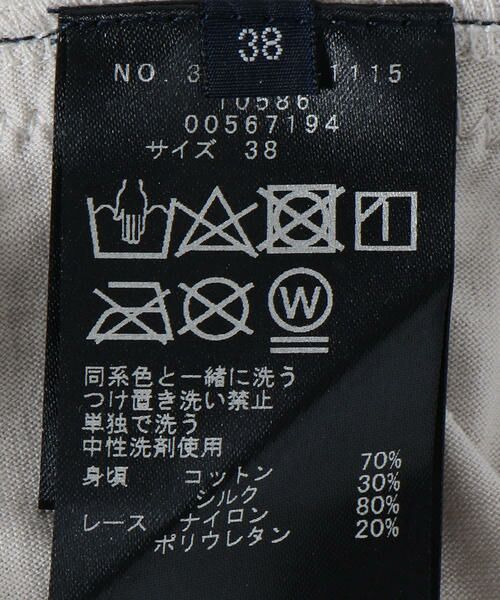 38
NO. 3 1115
10586
00567194
サイズ 38
W
同系色と一緒に洗う
つけ置き洗い禁止
単独で洗う
中性洗剤使用
身頃 コットン 70%
シルク 30%
レース ナイロン 80%
ポリウレタン 20%